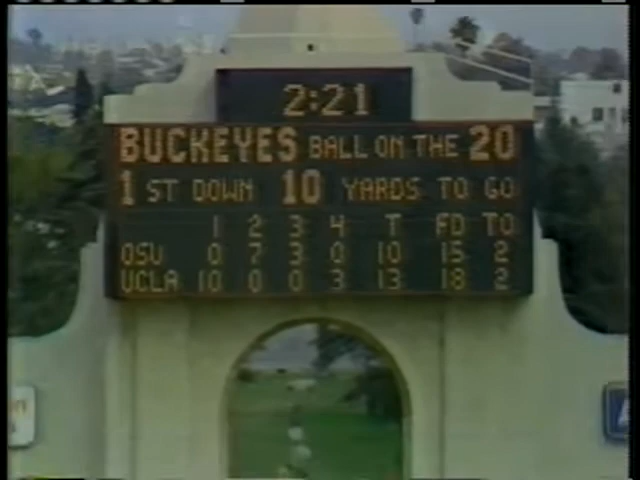 2:21
BUCKEYES BALL ON THE 20
1 ST DOWN 10 YARDS TO GO
1 2 3 4 T FD TO
OSU 0 7 3 0 10 15 2
UCLA 10 0 0 3 13 18 2